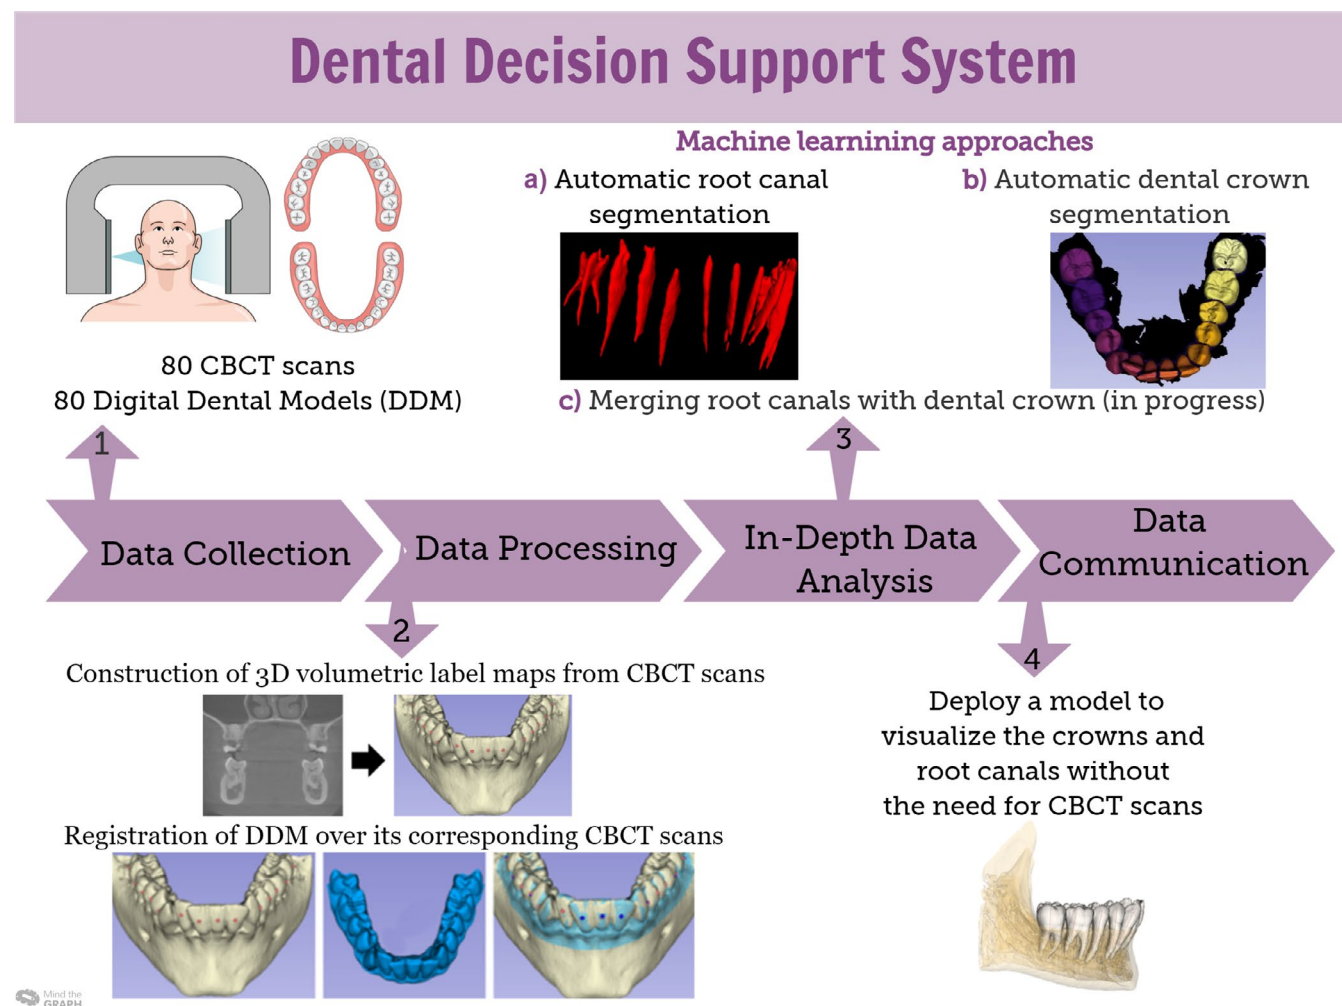 Dental Decision Support System
Machine learnining approaches
a) Automatic root canal
segmentation
b) Automatic dental crown
segmentation
80 CBCT scans
80 Digital Dental Models (DDM)
c) Merging root canals with dental crown (in progress)
1
3
Data Collection
Data Processing
In-Depth Data
Analysis
Data
Communication
2
4
Construction of 3D volumetric label maps from CBCT scans
Registration of DDM over its corresponding CBCT scans
Deploy a model to
visualize the crowns and
root canals without
the need for CBCT scans
Mind the
GRAPH